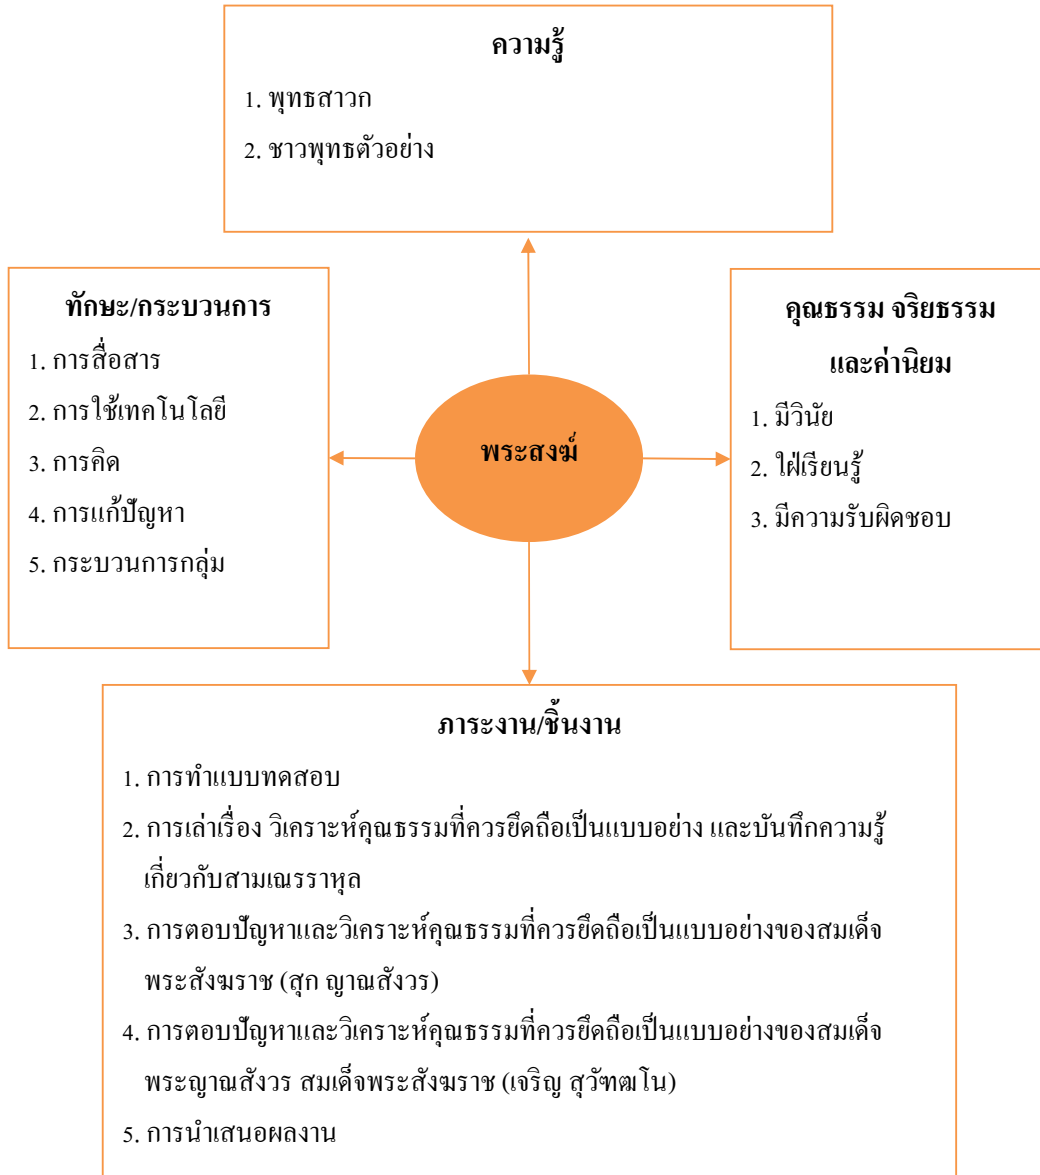 ความรู้
1. พุทธสาวก
2. ชาวพุทธตัวอย่าง
ทักษะ/กระบวนการ
1. การสื่อสาร
2. การใช้เทคโนโลยี
3. การคิด
4. การแก้ปัญหา
5. กระบวนการกลุ่ม
พระสงฆ์
คุณธรรม จริยธรรม
และค่านิยม
1. มีวินัย
2. ใฝ่เรียนรู้
3. มีความรับผิดชอบ
ภาระงาน/ชิ้นงาน
1. การทำแบบทดสอบ
2. การเล่าเรื่อง วิเคราะห์คุณธรรมที่ควรยึดถือเป็นแบบอย่าง และบันทึกความรู้
เกี่ยวกับสามเณรราหุล
3. การตอบปัญหาและวิเคราะห์คุณธรรมที่ควรยึดถือเป็นแบบอย่างของสมเด็จ
พระสังฆราช (สุก ญาณสังวร)
4. การตอบปัญหาและวิเคราะห์คุณธรรมที่ควรยึดถือเป็นแบบอย่างของสมเด็จ
พระญาณสังวร สมเด็จพระสังฆราช (เจริญ สุวัฑฒโน)
5. การนำเสนอผลงาน